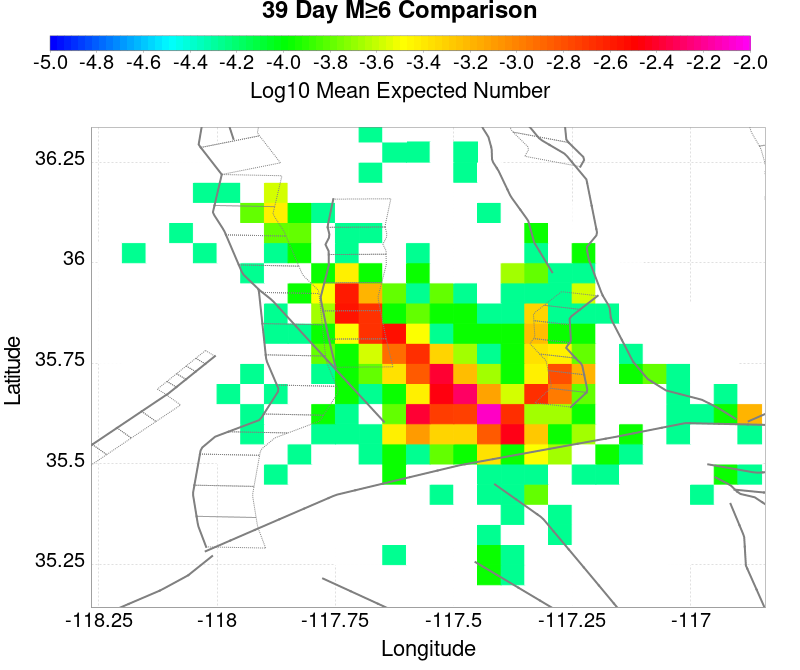 39 Day M≥6 Comparison
-5.0 -4.8 -4.6 -4.4 -4.2 -4.0 -3.8 -3.6 -3.4 -3.2 -3.0 -2.8 -2.6 -2.4 -2.2 -2.0
Log10 Mean Expected Number
36.25
36
35.75
35.5
35.25
Latitude
-118.25 -118 -117.75 -117.5 -117.25 -117
Longitude